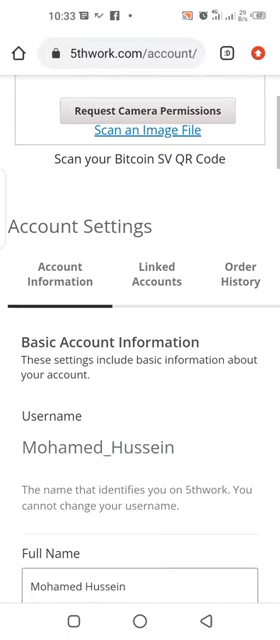 10:33
4G
29
B/s
5thwork.com/account/
:D
Request Camera Permissions
Scan an Image File
Scan your Bitcoin SV QR Code
Account Settings
Account Information
Linked Accounts
Order History
Basic Account Information
These settings include basic information about
your account.
Username
Mohamed_Hussein
The name that identifies you on 5thwork. You
cannot change your username.
Full Name
Mohamed Hussein